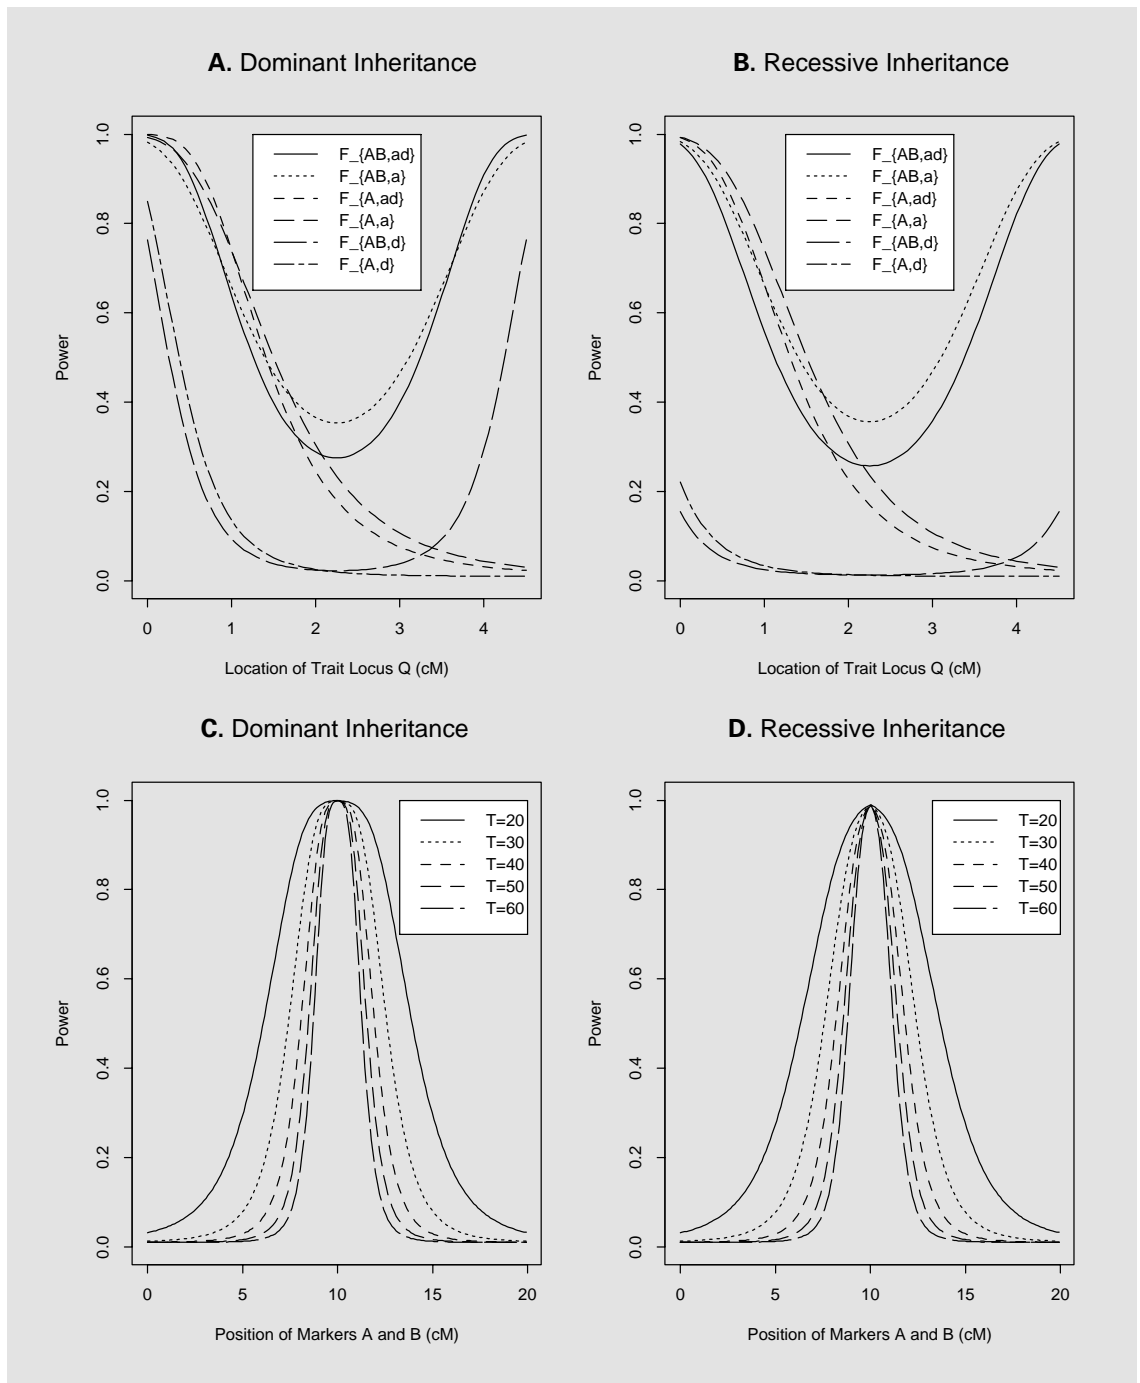 A. Dominant Inheritance
Power
0.0 0.2 0.4 0.6 0.8 1.0
F_{AB,ad}
F_{AB,a}
F_{A,ad}
F_{A,a}
F_{AB,d}
F_{A,d}
0 1 2 3 4
Location of Trait Locus Q (cM)
B. Recessive Inheritance
Power
0.0 0.2 0.4 0.6 0.8 1.0
F_{AB,ad}
F_{AB,a}
F_{A,ad}
F_{A,a}
F_{AB,d}
F_{A,d}
0 1 2 3 4
Location of Trait Locus Q (cM)
C. Dominant Inheritance
Power
0.0 0.2 0.4 0.6 0.8 1.0
T=20
T=30
T=40
T=50
T=60
0 5 10 15 20
Position of Markers A and B (cM)
D. Recessive Inheritance
Power
0.0 0.2 0.4 0.6 0.8 1.0
T=20
T=30
T=40
T=50
T=60
0 5 10 15 20
Position of Markers A and B (cM)